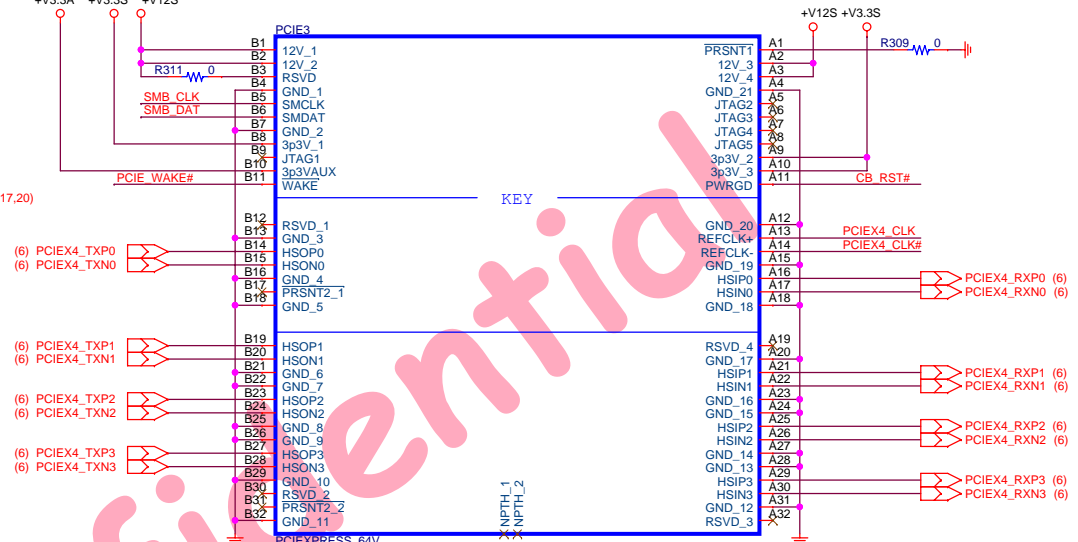 +V3.3A +V3.3S +V12S
+V12S +V3.3S
PCIE3
B1 12V_1
B2 12V_2
R311 0 B3 RSVD
B4 GND_1
SMB_CLK B5 SMCLK
SMB_DAT B6 SMDAT
B7 GND_2
B8 3p3V_1
B9 JTAG1
B10 3p3VAUX
PCIE_WAKE# B11 WAKE
PRSNT1 A1 R309 0
12V_3 A2
12V_4 A3
GND_21 A4
JTAG2 A5
JTAG3 A6
JTAG4 A7
JTAG5 A8
3p3V_2 A9
3p3V_3 A10
PWRGD A11 CB_RST#
17,20)
KEY
B12 RSVD_1
B13 GND_3
(6) PCIEX4_TXP0 B14 HSOP0
(6) PCIEX4_TXN0 B15 HSON0
B16 GND_4
B17 PRSNT2_1
B18 GND_5
GND_20 A12
REFCLK+ A13 PCIEX4_CLK
REFCLK- A14 PCIEX4_CLK#
GND_19 A15
HSIP0 A16 PCIEX4_RXP0 (6)
HSIN0 A17 PCIEX4_RXN0 (6)
GND_18 A18
(6) PCIEX4_TXP1 B19 HSOP1
(6) PCIEX4_TXN1 B20 HSON1
B21 GND_6
B22 GND_7
(6) PCIEX4_TXP2 B23 HSOP2
(6) PCIEX4_TXN2 B24 HSON2
B25 GND_8
B26 GND_9
(6) PCIEX4_TXP3 B27 HSOP3
(6) PCIEX4_TXN3 B28 HSON3
B29 GND_10
B30 RSVD_2
B31 PRSNT2_2
B32 GND_11
RSVD_4 A19
GND_17 A20
HSIP1 A21 PCIEX4_RXP1 (6)
HSIN1 A22 PCIEX4_RXN1 (6)
GND_16 A23
GND_15 A24
HSIP2 A25 PCIEX4_RXP2 (6)
HSIN2 A26 PCIEX4_RXN2 (6)
GND_14 A27
GND_13 A28
HSIP3 A29 PCIEX4_RXP3 (6)
HSIN3 A30 PCIEX4_RXN3 (6)
GND_12 A31
RSVD_3 A32
NPTH_1
NPTH_2
PCIEXPRESS_64V
fidential